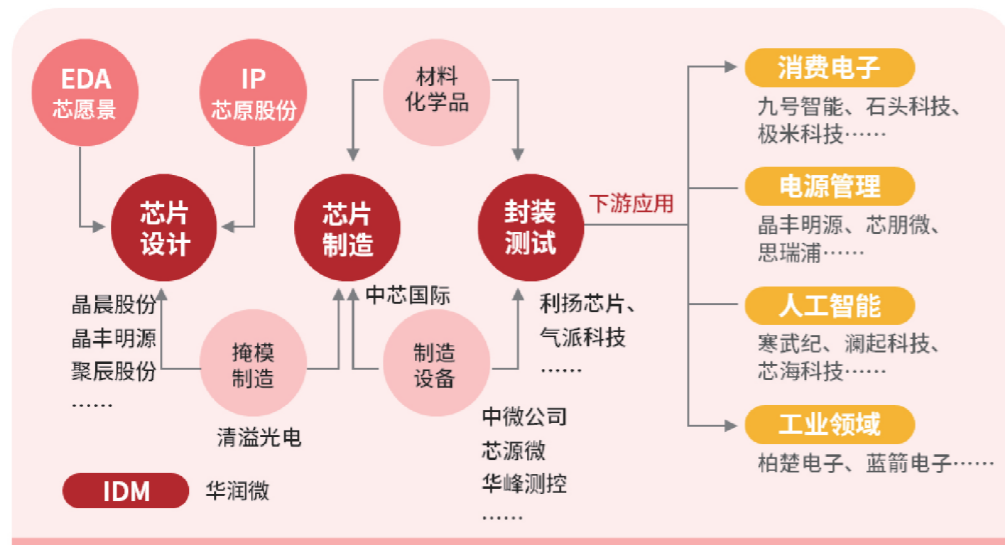 EDA
芯愿景
IP
芯原股份
材料
化学品
芯片
设计
芯片
制造
封装
测试
下游应用
晶晨股份
晶丰明源
聚辰股份
……
中芯国际
利扬芯片、
气派科技
……
掩模
制造
清溢光电
制造
设备
中微公司
芯源微
华峰测控
……
IDM
华润微
消费电子
九号智能、石头科技、
极米科技……
电源管理
晶丰明源、芯朋微、
思瑞浦……
人工智能
寒武纪、澜起科技、
芯海科技……
工业领域
柏楚电子、蓝箭电子……